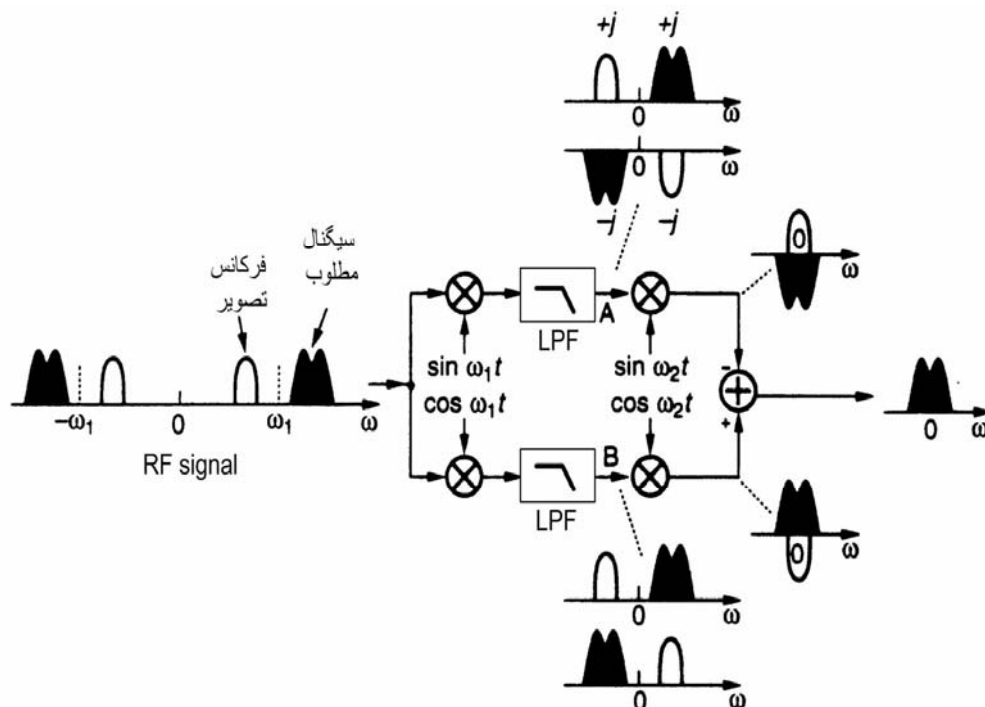 +j +j
0 ω
0 ω
−j −j
سیگنال
مطلوب
فرکانس
تصویر
−ω₁ 0 ω₁ ω
RF signal
LPF
A
sin ω₁t
cos ω₁t
sin ω₂t
cos ω₂t
B
LPF
-
+
0
ω
0
ω
0 ω
0 ω
0 ω